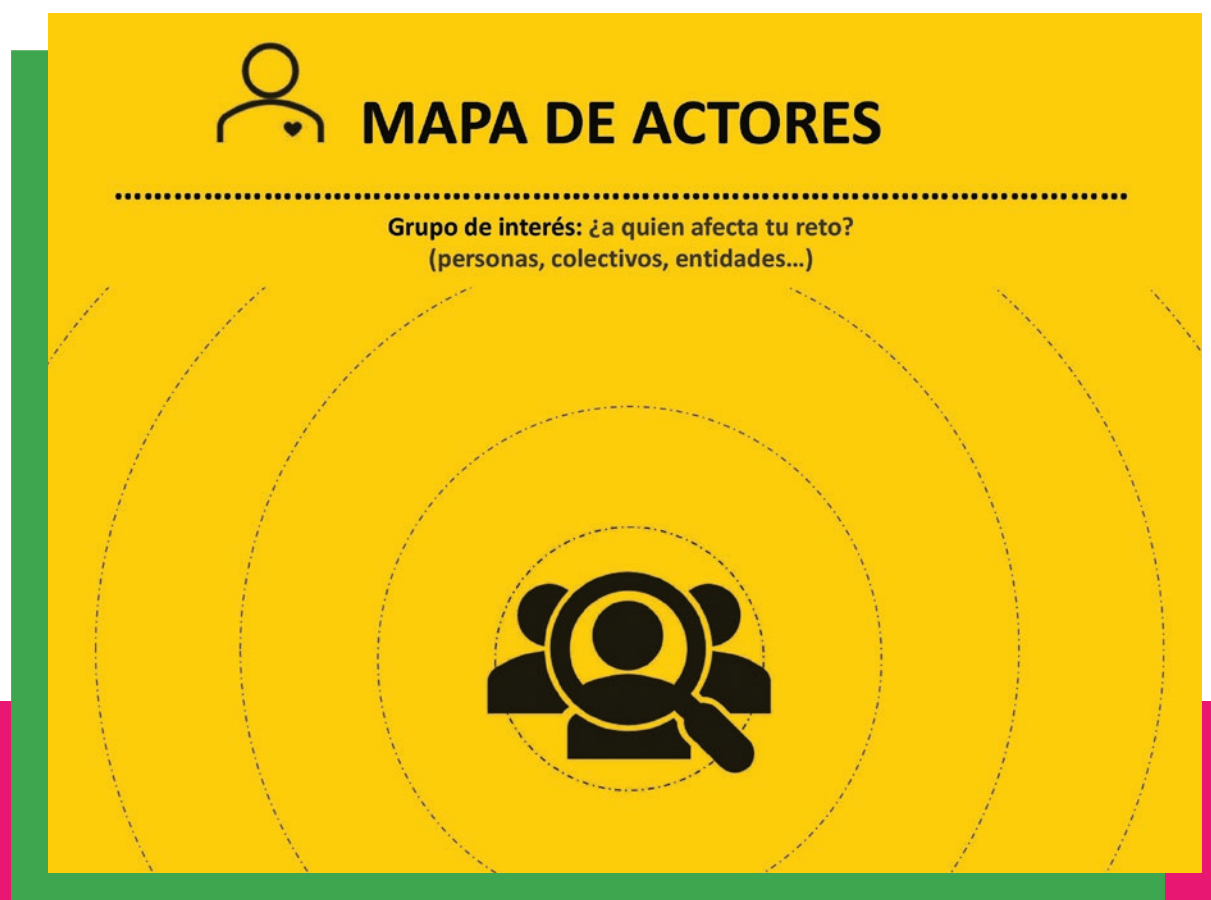 MAPA DE ACTORES
Grupo de interés: ¿a quien afecta tu reto?
(personas, colectivos, entidades...)